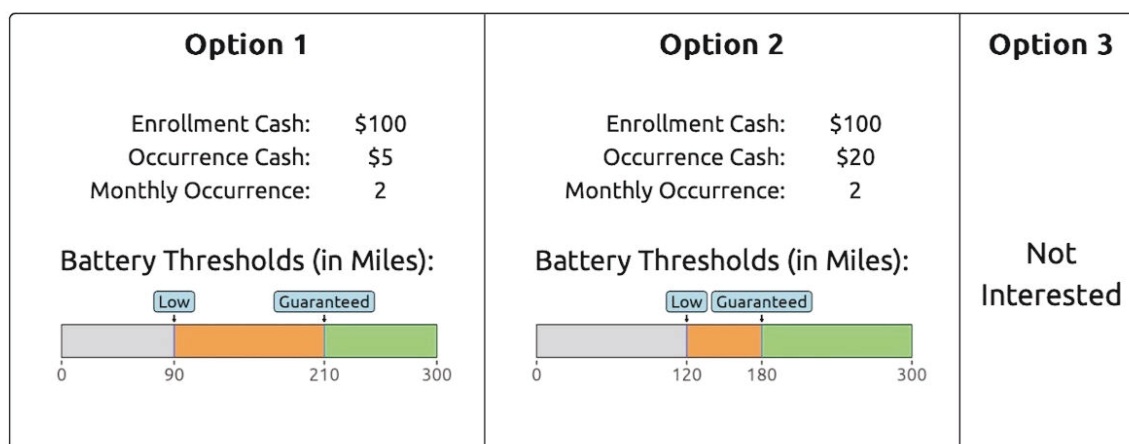 Option 1
Enrollment Cash: $100
Occurrence Cash: $5
Monthly Occurrence: 2
Battery Thresholds (in Miles):
Low Guaranteed
0 90 210 300
Option 2
Enrollment Cash: $100
Occurrence Cash: $20
Monthly Occurrence: 2
Battery Thresholds (in Miles):
Low Guaranteed
0 120 180 300
Option 3
Not
Interested